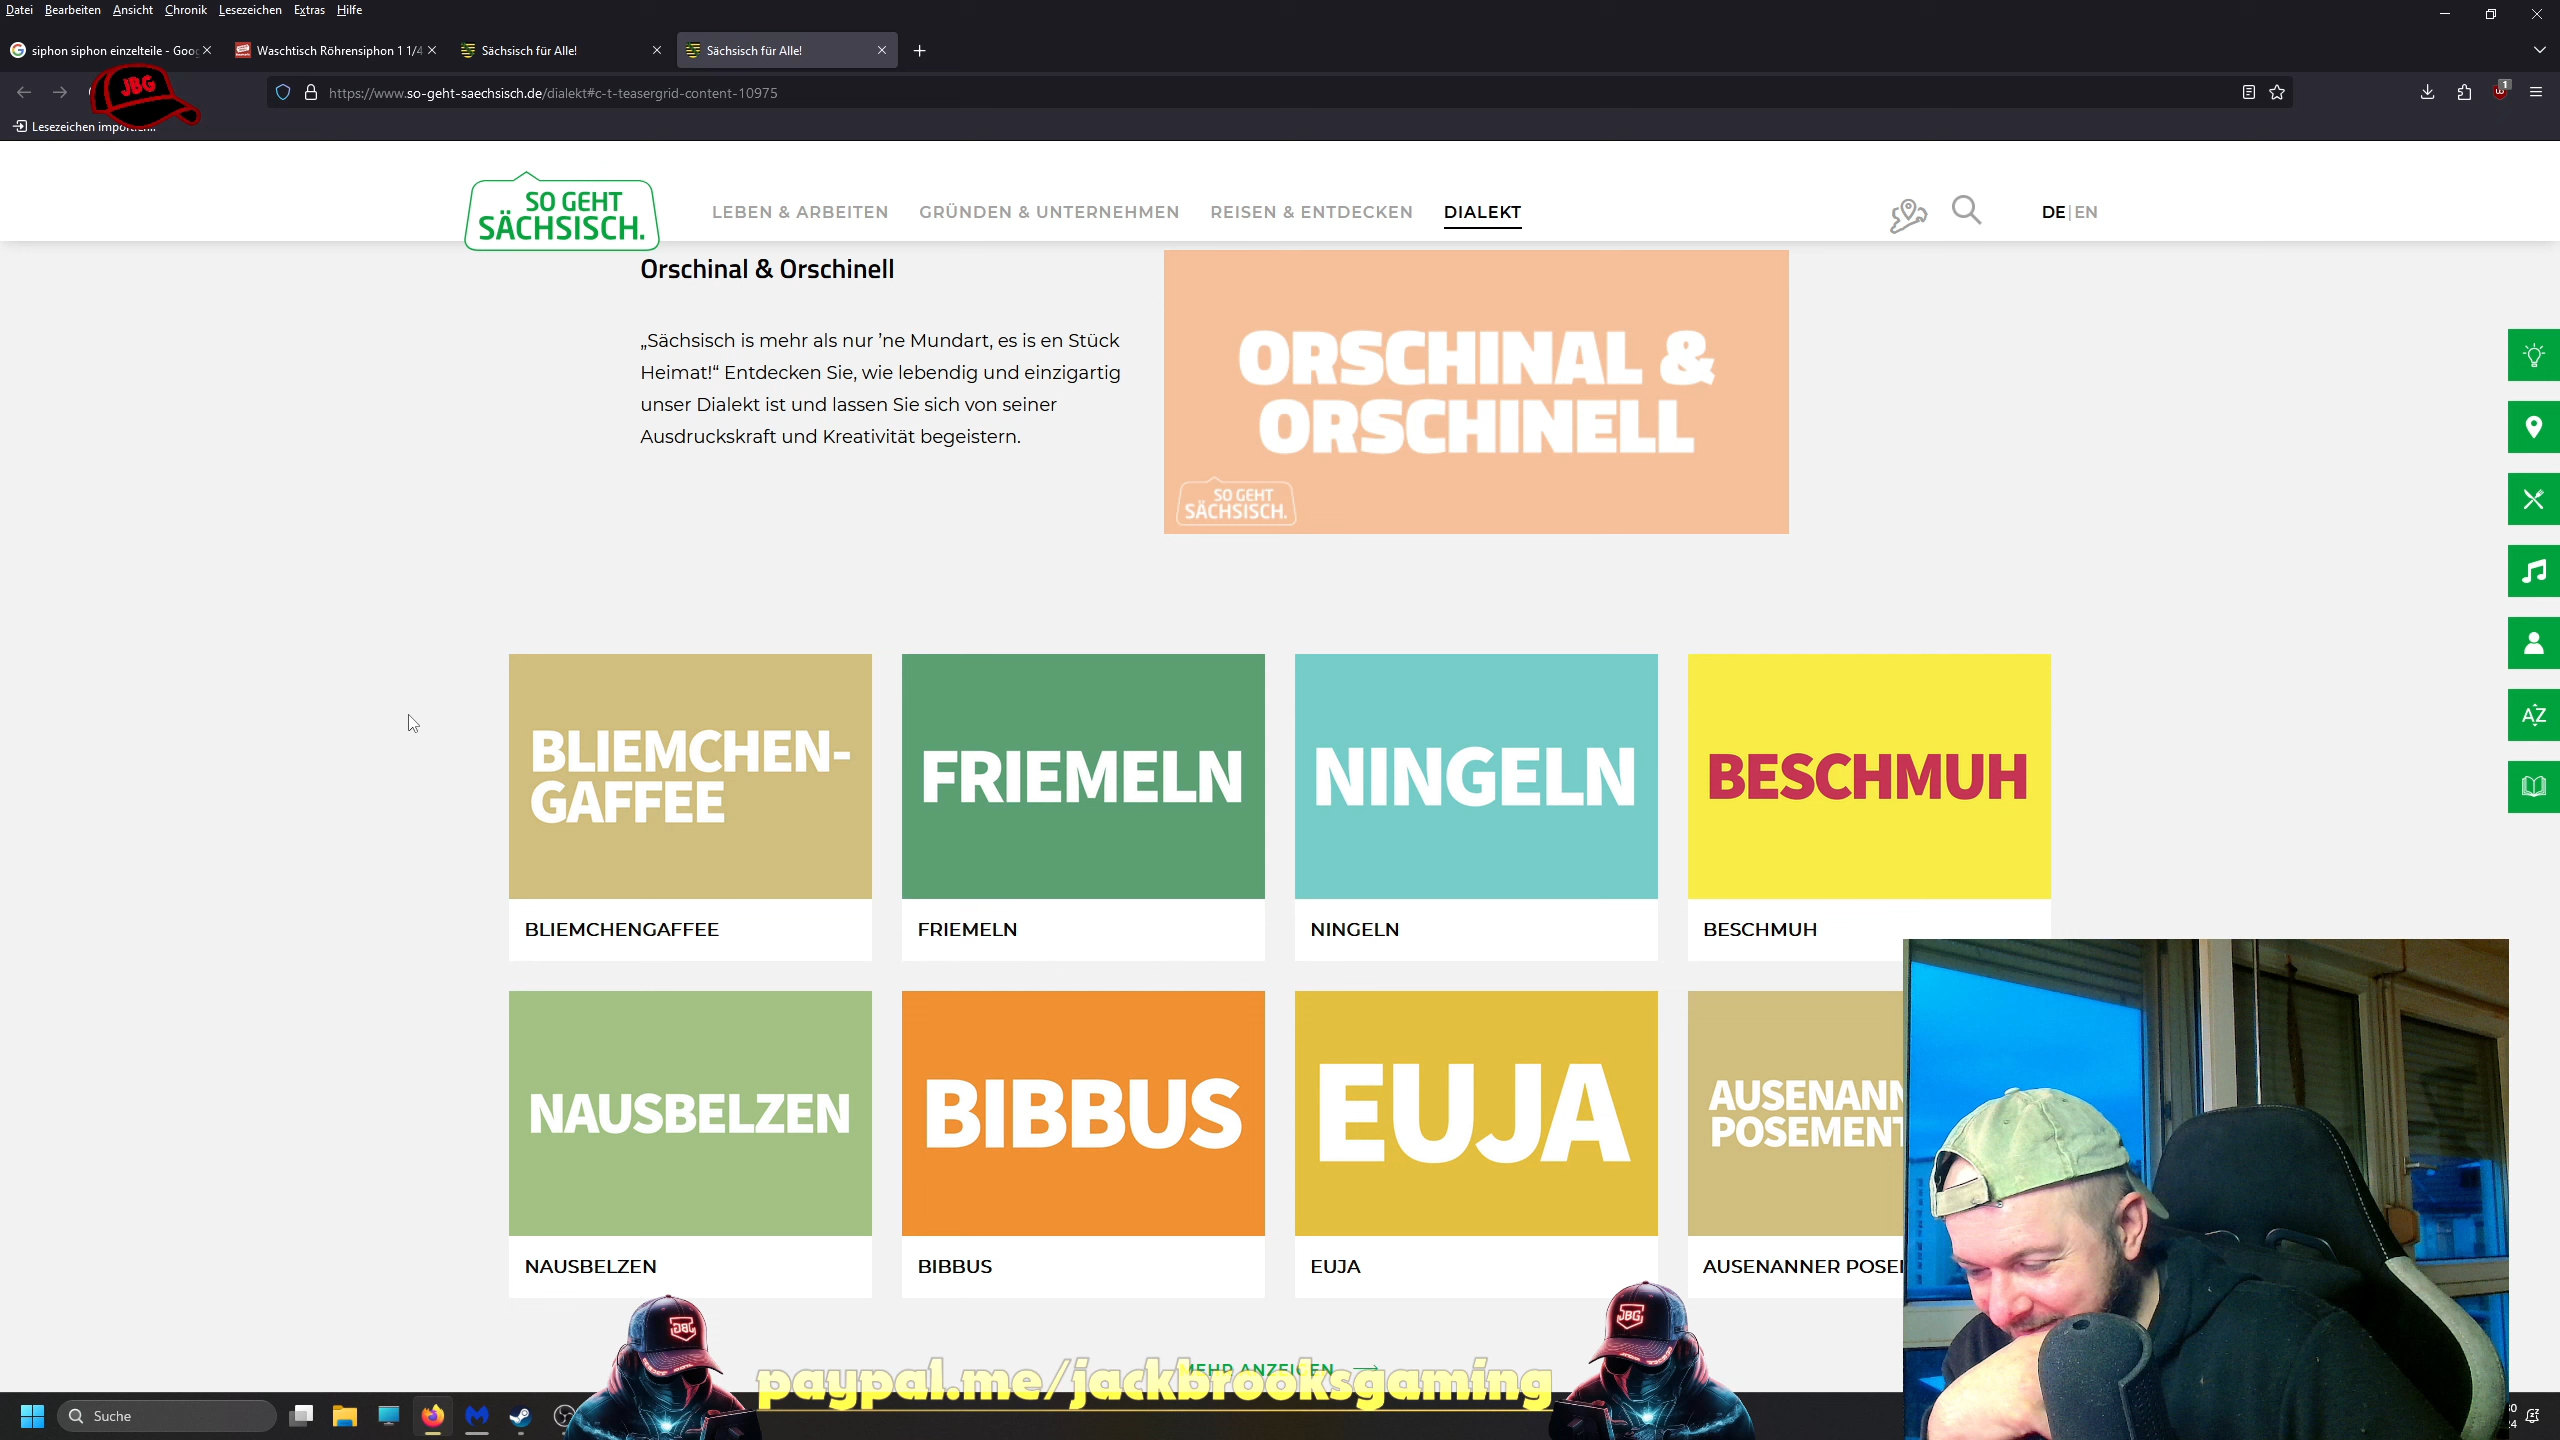 Datei Bearbeiten Ansicht Chronik Lesezeichen Extras Hilfe
siphon siphon einzelteile - Goog
Waschtisch Röhrensiphon 1 1/4
Sächsisch für Alle!
Sächsisch für Alle!
JBG
https://www.so-geht-saechsisch.de/dialekt#c-t-teasergrid-content-10975
1
Lesezeichen
SO GEHT
SÄCHSISCH.
LEBEN & ARBEITEN
GRÜNDEN & UNTERNEHMEN
REISEN & ENTDECKEN
DIALEKT
DE|EN
Orschinal & Orschinell
„Sächsisch is mehr als nur ’ne Mundart, es is en Stück
Heimat!“ Entdecken Sie, wie lebendig und einzigartig
unser Dialekt ist und lassen Sie sich von seiner
Ausdruckskraft und Kreativität begeistern.
ORSCHINAL &
ORSCHINELL
SO GEHT
SÄCHSISCH.
AZ
BLIEMCHEN-
GAFFEE
FRIEMELN
NINGELN
BESCHMUH
BLIEMCHENGAFFEE
FRIEMELN
NINGELN
BESCHMUH
NAUSBELZEN
BIBBUS
EUJA
AUSENANN
POSEMENT
NAUSBELZEN
BIBBUS
EUJA
AUSENANNER POSE
JBG
MEHR ANZEIGEN
paypal.me/jackbrooksgaming
Suche